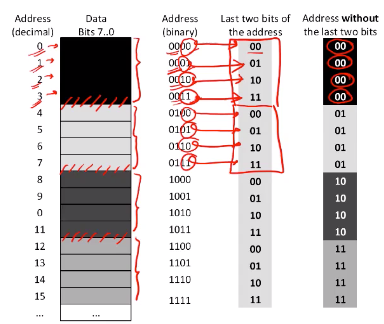 Address (decimal) Data Bits 7..0 Address (binary) Last two bits of the address Address without the last two bits
0 0000 00 00
1 0001 01 00
2 0010 10 00
3 0011 11 00
4 0100 00 01
5 0101 01 01
6 0110 10 01
7 0111 11 01
8 1000 00 10
9 1001 01 10
0 1010 10 10
11 1011 11 10
12 1100 00 11
13 1101 01 11
14 1110 10 11
15 1111 11 11
... ...